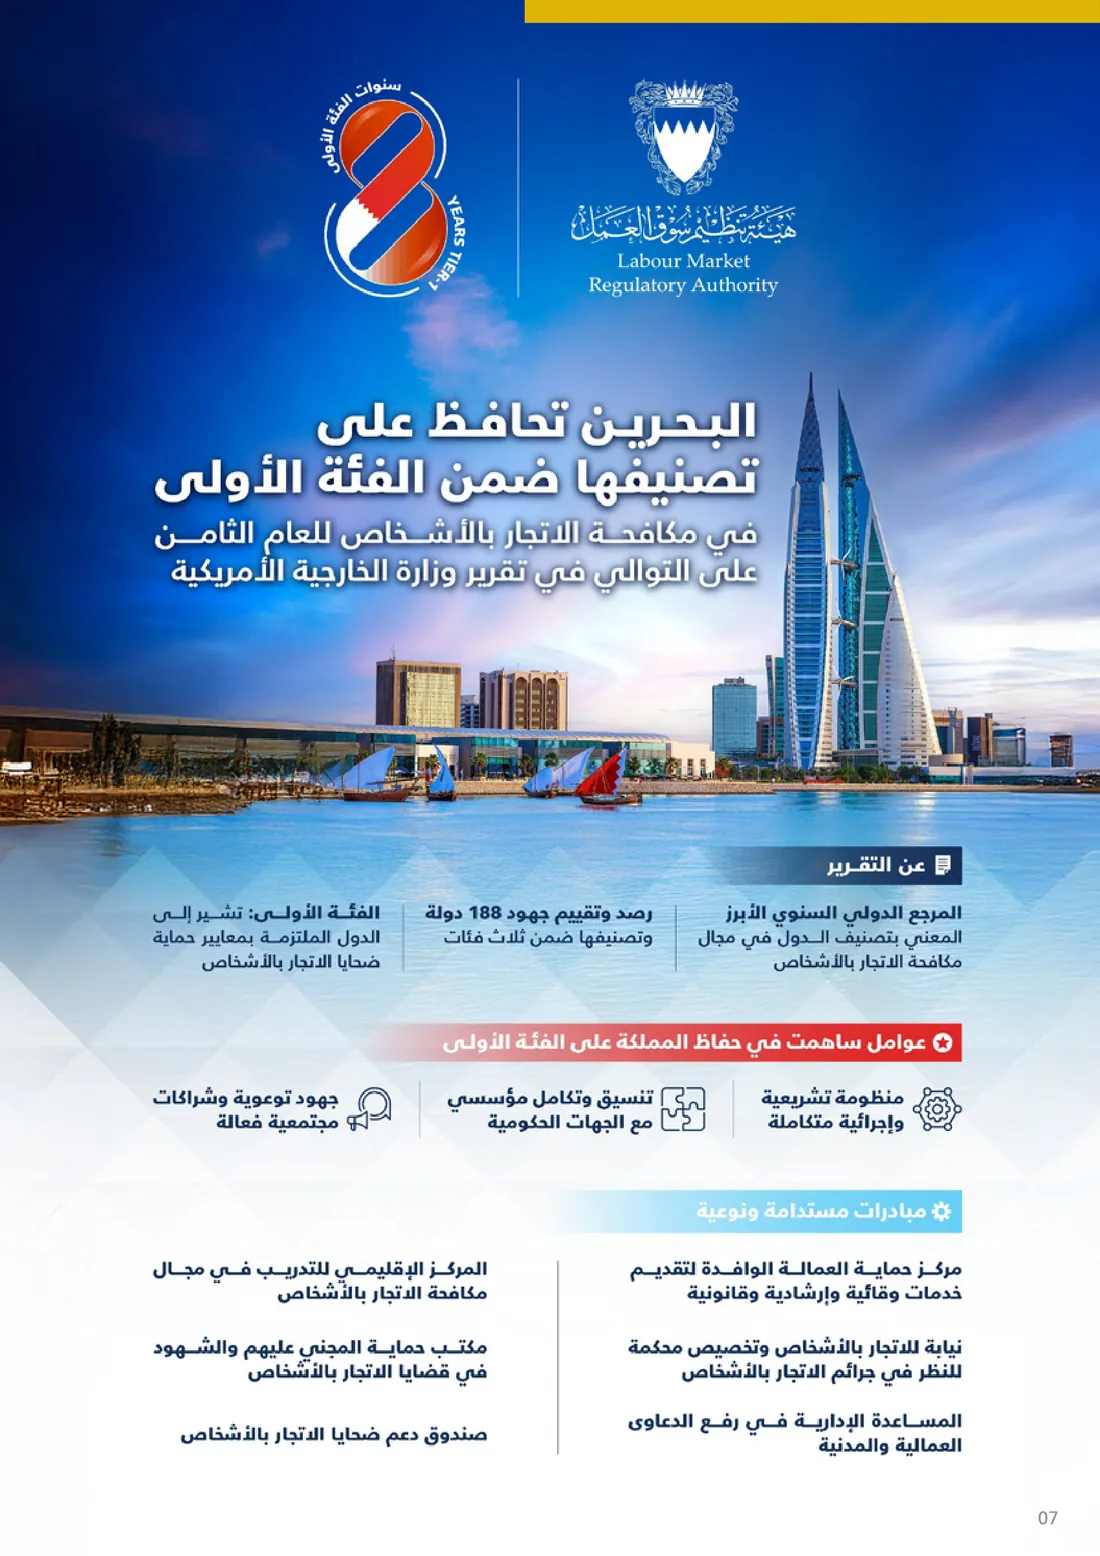 سنوات الفئة الأولى
YEARS TIER-1
هيئة تنظيم سوق العمل
Labour Market
Regulatory Authority
البحرين تحافظ على
تصنيفها ضمن الفئة الأولى
في مكافحة الاتجار بالأشخاص للعام الثامن
على التوالي في تقرير وزارة الخارجية الأمريكية
عن التقرير
المرجع الدولي السنوي الأبرز
المعني بتصنيف الدول في مجال
مكافحة الاتجار بالأشخاص
رصد وتقييم جهود 188 دولة
وتصنيفها ضمن ثلاث فئات
الفئة الأولى: تشير إلى
الدول الملتزمة بمعايير حماية
ضحايا الاتجار بالأشخاص
عوامل ساهمت في حفاظ المملكة على الفئة الأولى
منظومة تشريعية
وإجرائية متكاملة
تنسيق وتكامل مؤسسي
مع الجهات الحكومية
جهود توعوية وشراكات
مجتمعية فعالة
مبادرات مستدامة ونوعية
مركز حماية العمالة الوافدة لتقديم
خدمات وقائية وإرشادية وقانونية
نيابة للاتجار بالأشخاص وتخصيص محكمة
للنظر في جرائم الاتجار بالأشخاص
المساعدة الإدارية في رفع الدعاوى
العمالية والمدنية
المركز الإقليمي للتدريب في مجال
مكافحة الاتجار بالأشخاص
مكتب حماية المجني عليهم والشهود
في قضايا الاتجار بالأشخاص
صندوق دعم ضحايا الاتجار بالأشخاص
07